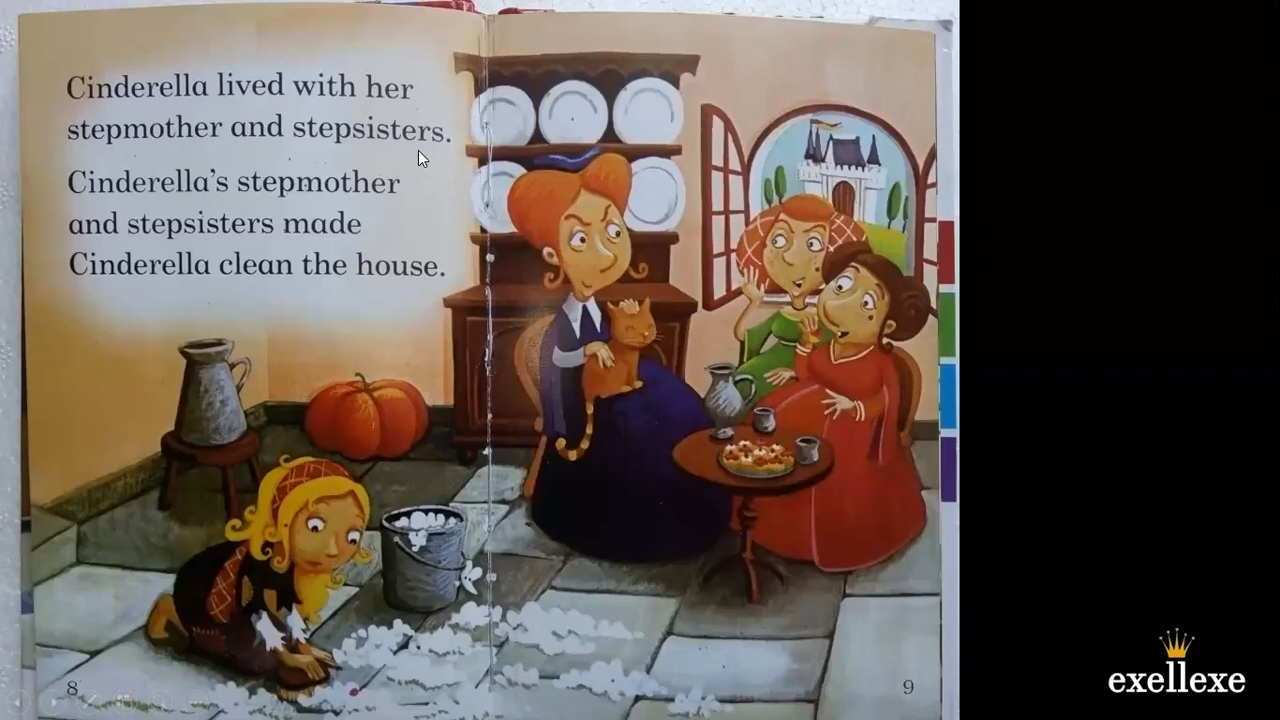 Cinderella lived with her
stepmother and stepsisters.
Cinderella's stepmother
and stepsisters made
Cinderella clean the house.
8
9
exellexe